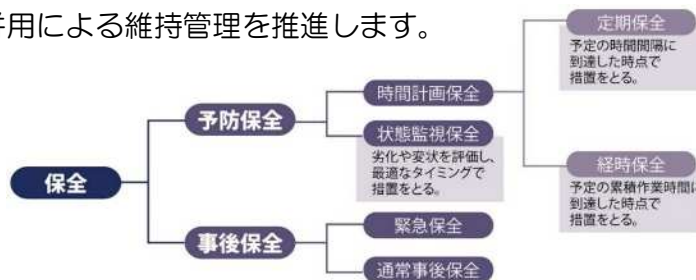 用による維持管理を推進します。
定期保全
予定の時間間隔に
到達した時点で
措置をとる。
時間計画保全
予防保全
状態監視保全
劣化や変状を評価し、
最適なタイミングで
措置をとる。
経時保全
予定の累積作業時間に
到達した時点で
措置をとる。
保全
緊急保全
事後保全
通常事後保全